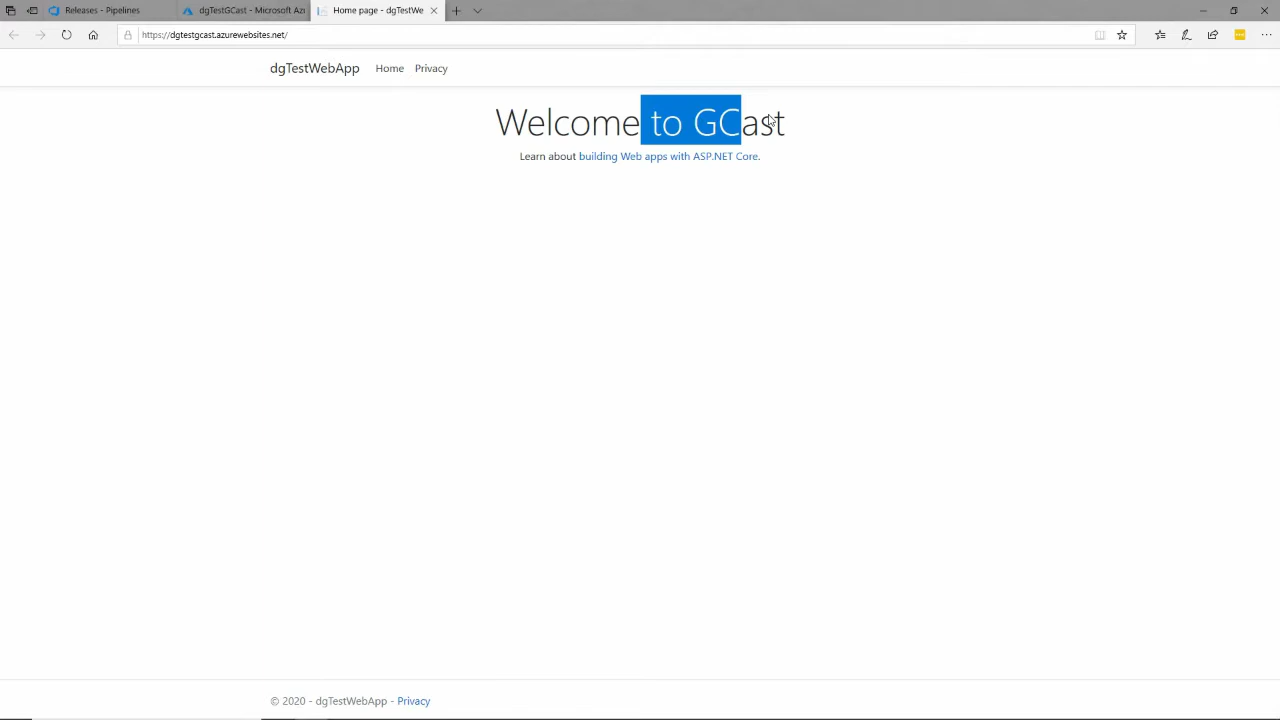 Releases - Pipelines
dgTestGCast - Microsoft Azu
Home page - dgTestWe
https://dgtestgcast.azurewebsites.net/
dgTestWebApp Home Privacy
Welcome to GCast
Learn about building Web apps with ASP.NET Core.
© 2020 - dgTestWebApp - Privacy